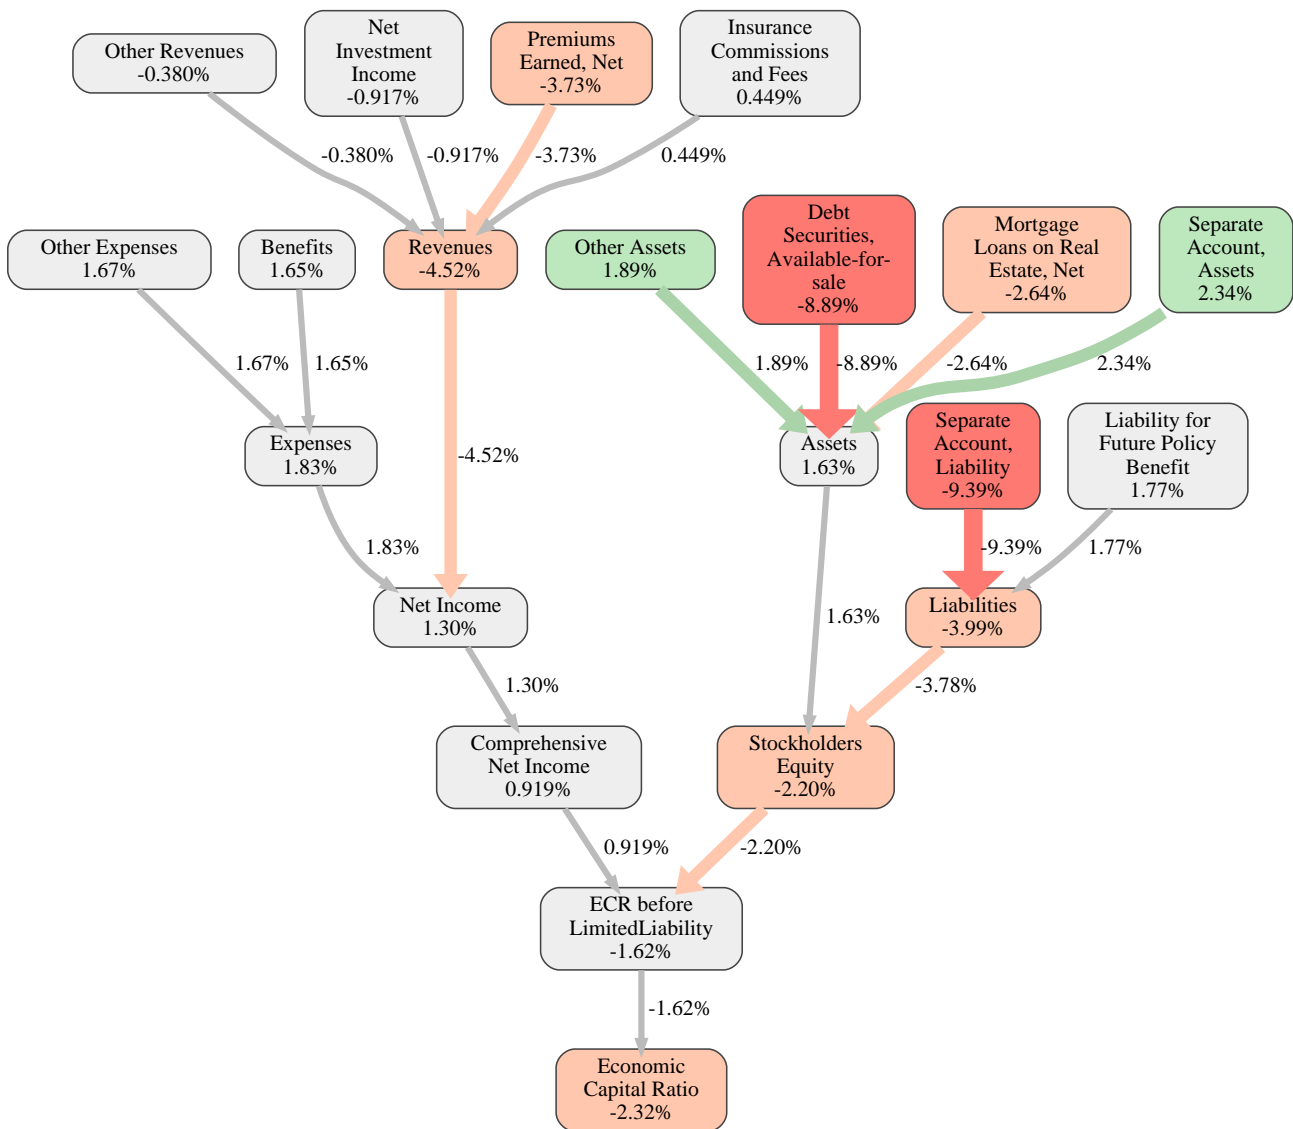 Other Revenues
-0.380%
Net
Investment
Income
-0.917%
Premiums
Earned, Net
-3.73%
Insurance
Commissions
and Fees
0.449%
-0.380%
-0.917%
-3.73%
0.449%
Other Expenses
1.67%
Benefits
1.65%
Revenues
-4.52%
Other Assets
1.89%
Debt
Securities,
Available-for-
sale
-8.89%
Mortgage
Loans on Real
Estate, Net
-2.64%
Separate
Account,
Assets
2.34%
1.67%
1.65%
-4.52%
1.89%
-8.89%
-2.64%
2.34%
Expenses
1.83%
Assets
1.63%
Separate
Account,
Liability
-9.39%
Liability for
Future Policy
Benefit
1.77%
1.83%
1.63%
-9.39%
1.77%
Net Income
1.30%
Liabilities
-3.99%
1.30%
-3.78%
Comprehensive
Net Income
0.919%
Stockholders
Equity
-2.20%
0.919%
-2.20%
ECR before
LimitedLiability
-1.62%
-1.62%
Economic
Capital Ratio
-2.32%